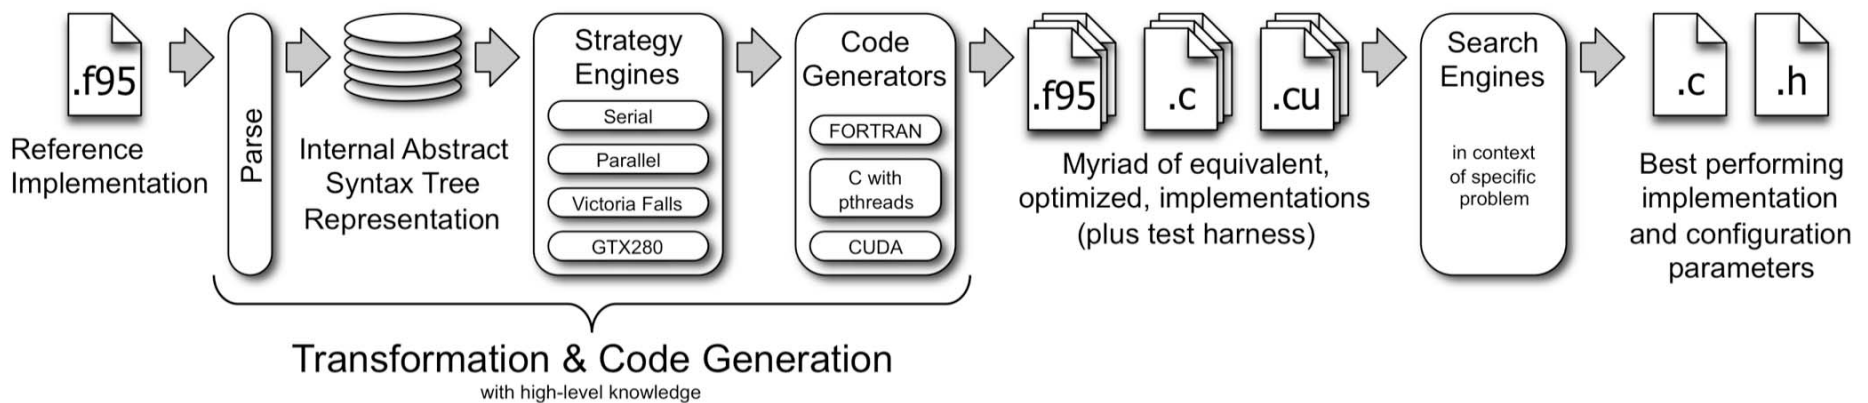 .f95
Reference
Implementation
Parse
Internal Abstract
Syntax Tree
Representation
Strategy
Engines
Serial
Parallel
Victoria Falls
GTX280
Code
Generators
FORTRAN
C with
pthreads
CUDA
.f95
.c
.cu
Myriad of equivalent,
optimized, implementations
(plus test harness)
Search
Engines
in context
of specific
problem
.c
.h
Best performing
implementation
and configuration
parameters
Transformation & Code Generation
with high-level knowledge